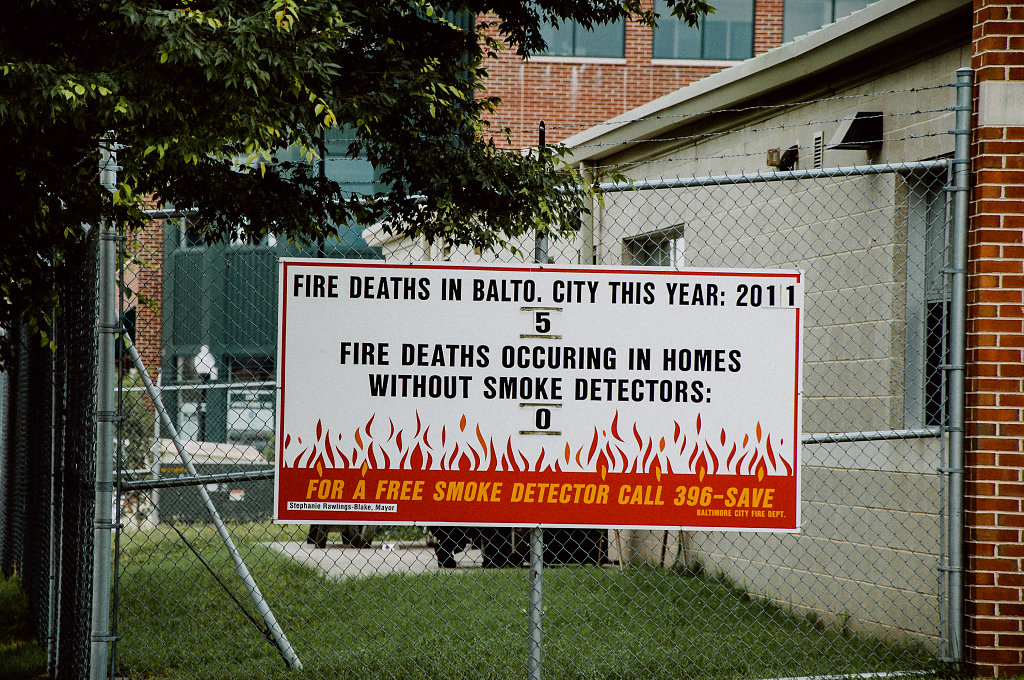 FIRE DEATHS IN BALTO. CITY THIS YEAR: 2011
5
FIRE DEATHS OCCURING IN HOMES
WITHOUT SMOKE DETECTORS:
0
FOR A FREE SMOKE DETECTOR CALL 396-SAVE
Stephanie Rawlings-Blake, Mayor
BALTIMORE CITY FIRE DEPT.